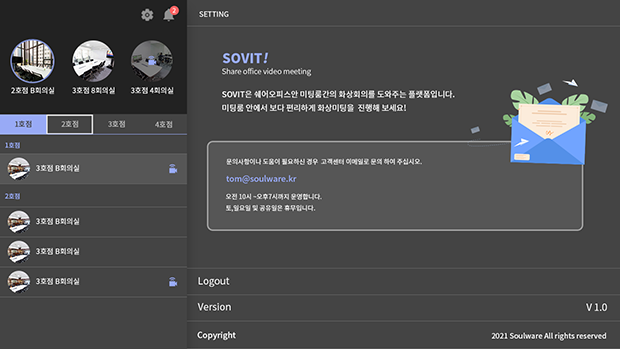 2
2호점 B회의실
3호점 8회의실
3호점 4회의실
1호점
2호점
3호점
4호점
1호점
3호점 B회의실
2호점
3호점 B회의실
3호점 B회의실
3호점 B회의실
SETTING
SOVIT!
Share office video meeting
SOVIT은 쉐어오피스안 미팅룸간의 화상회의를 도와주는 플랫폼입니다.
미팅룸 안에서 보다 편리하게 화상미팅을 진행해 보세요!
문의사항이나 도움이 필요하신 경우 고객센터 이메일로 문의 하여 주십시요.
tom@soulware.kr
오전 10시 ~오후7시까지 운영합니다.
토,일요일 및 공유일은 휴무입니다.
Logout
Version
V 1.0
Copyright
2021 Soulware All rights reserved